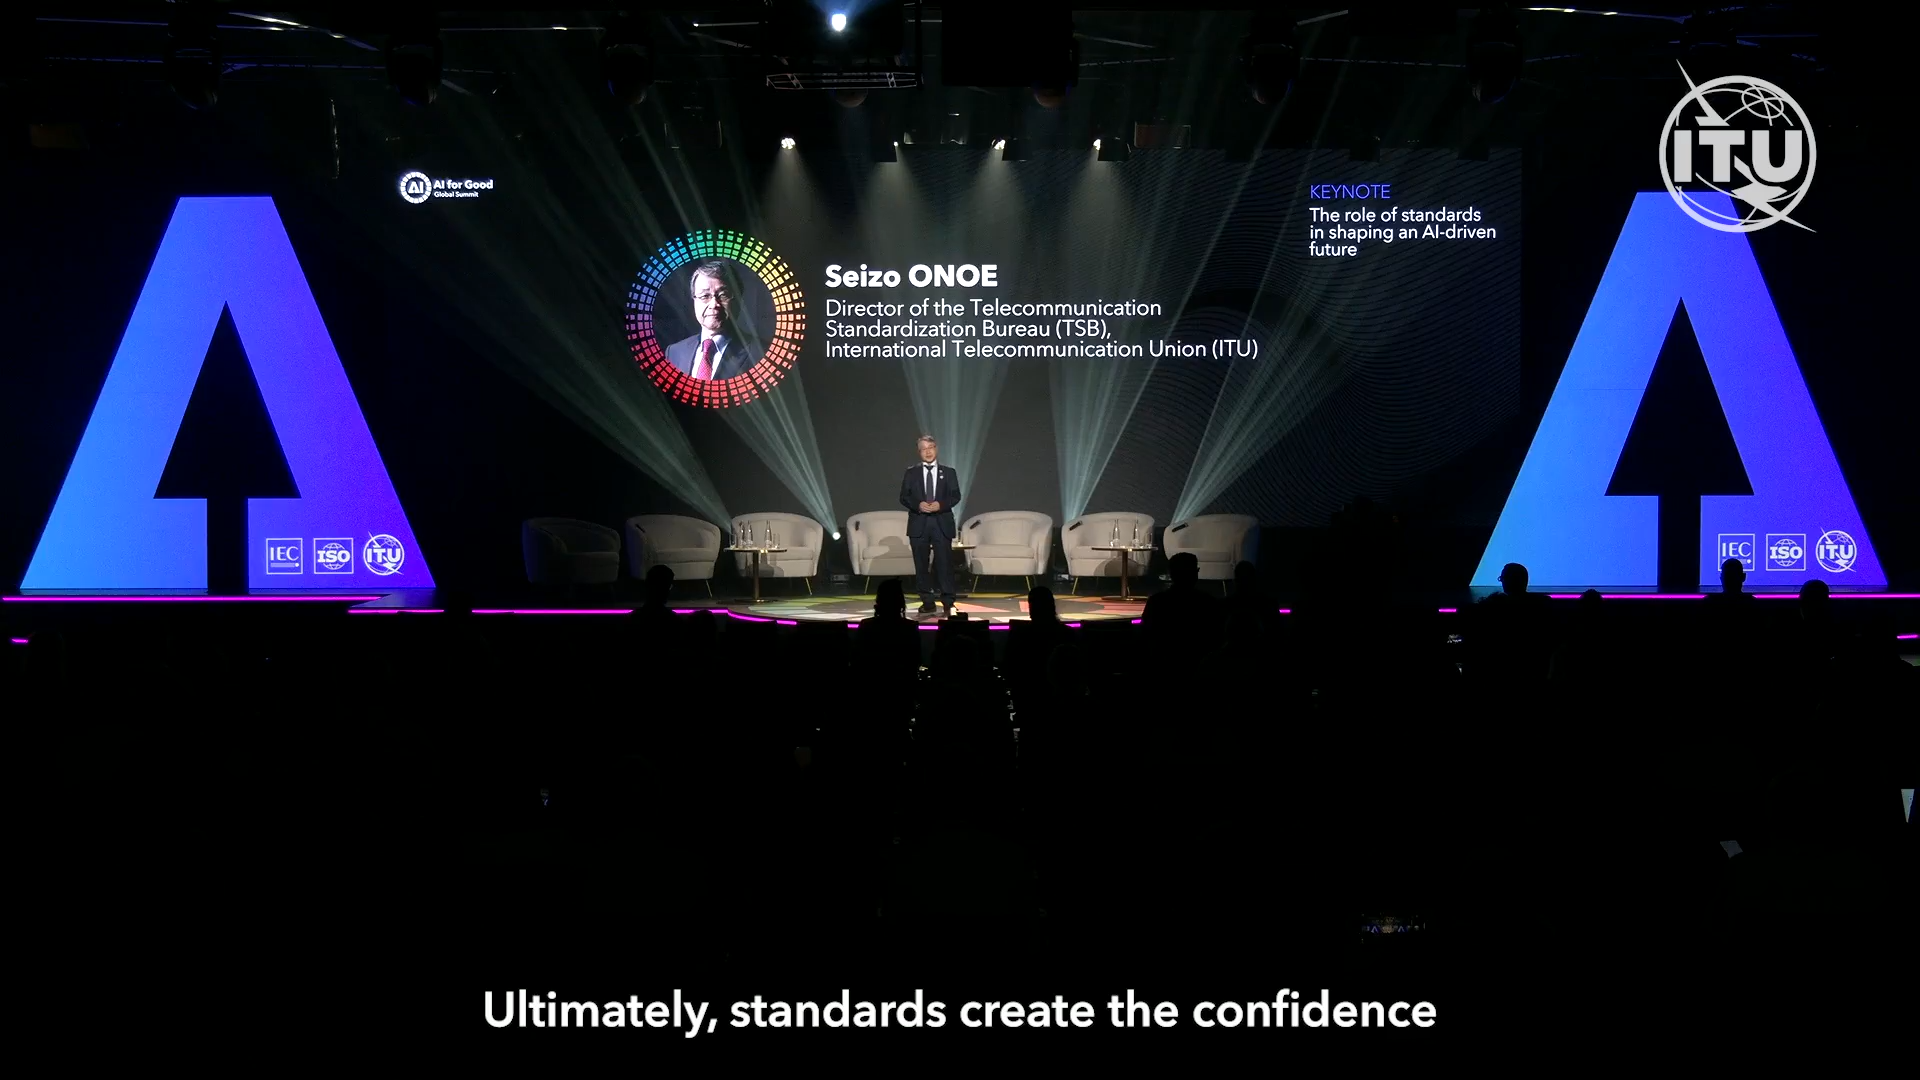 ITU
AI
AI for Good
Global Summit
KEYNOTE
The role of standards
in shaping an AI-driven
future
Seizo ONOE
Director of the Telecommunication
Standardization Bureau (TSB),
International Telecommunication Union (ITU)
IEC
ISO
ITU
IEC
ISO
ITU
Ultimately, standards create the confidence